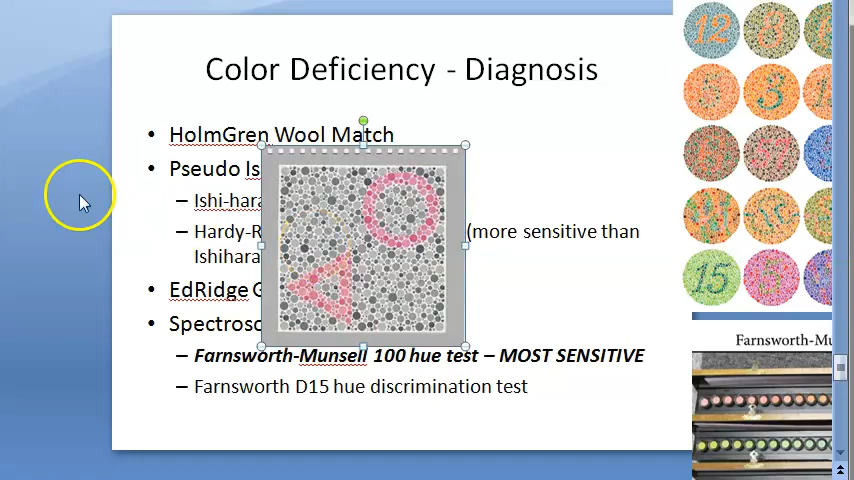 Color Deficiency - Diagnosis
• HolmGren Wool Match
• Pseudo Is
– Ishi-hara
– Hardy-R
(more sensitive than
Ishihara
• EdRidge G
• Spectrosc
– Farnsworth-Munsell 100 hue test – MOST SENSITIVE
– Farnsworth D15 hue discrimination test
12
8
3
15
5
Farnsworth-Mu